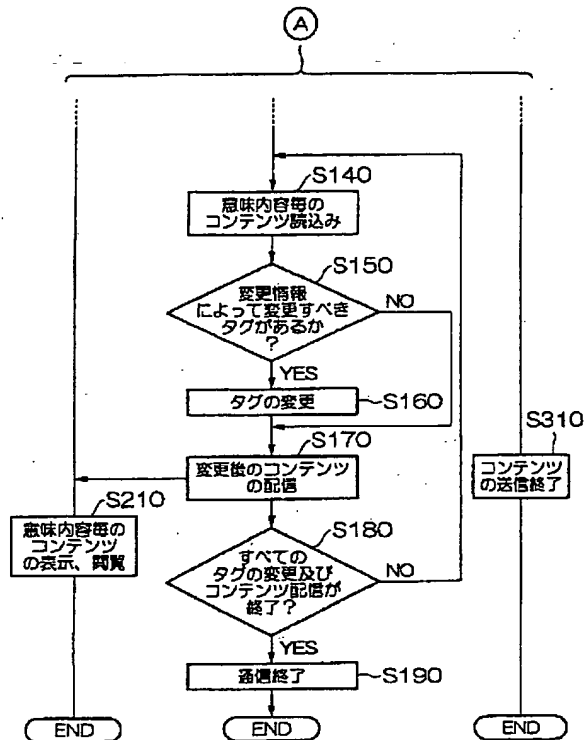 A
S140
意味内容毎の
コンテンツ読込み
S150
変更情報
によって変更すべき
タグがあるか
?
NO
YES
タグの変更
S160
S170
変更後のコンテンツ
の配信
S310
コンテンツ
の送信終了
S210
意味内容毎の
コンテンツ
の表示、閲覧
S180
すべての
タグの変更及び
コンテンツ配信が
終了?
NO
YES
通信終了
S190
END
END
END